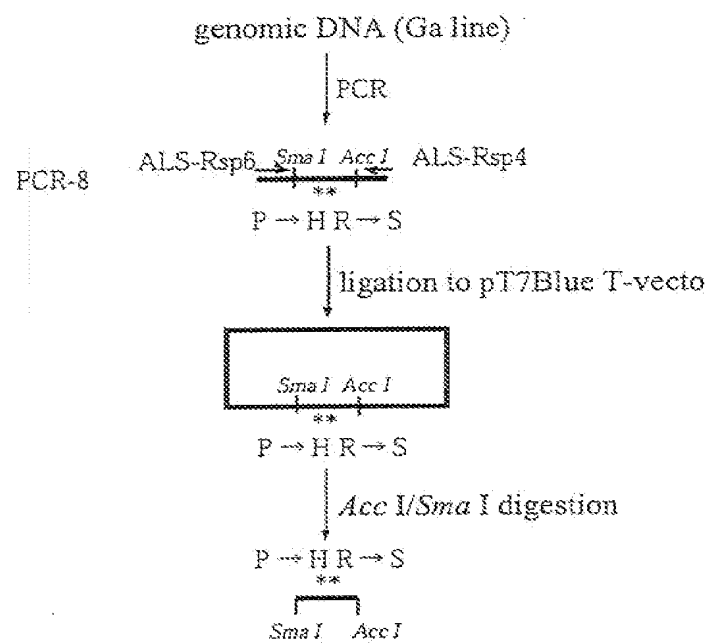 genomic DNA (Ga line)
PCR
PCR-8
ALS-Rsp6 Sma I Acc I ALS-Rsp4
**
P → H R → S
ligation to pT7Blue T-vecto
Sma I Acc I
**
P → H R → S
Acc I/Sma I digestion
P → H R → S
**
Sma I Acc I